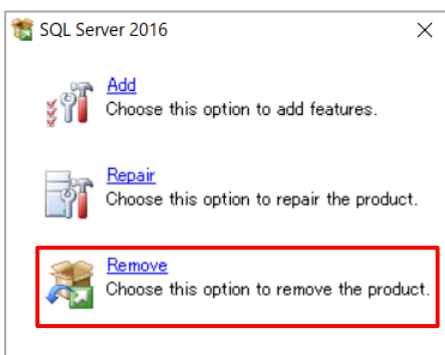 SQL Server 2016
Add
Choose this option to add features.
Repair
Choose this option to repair the product.
Remove
Choose this option to remove the product.